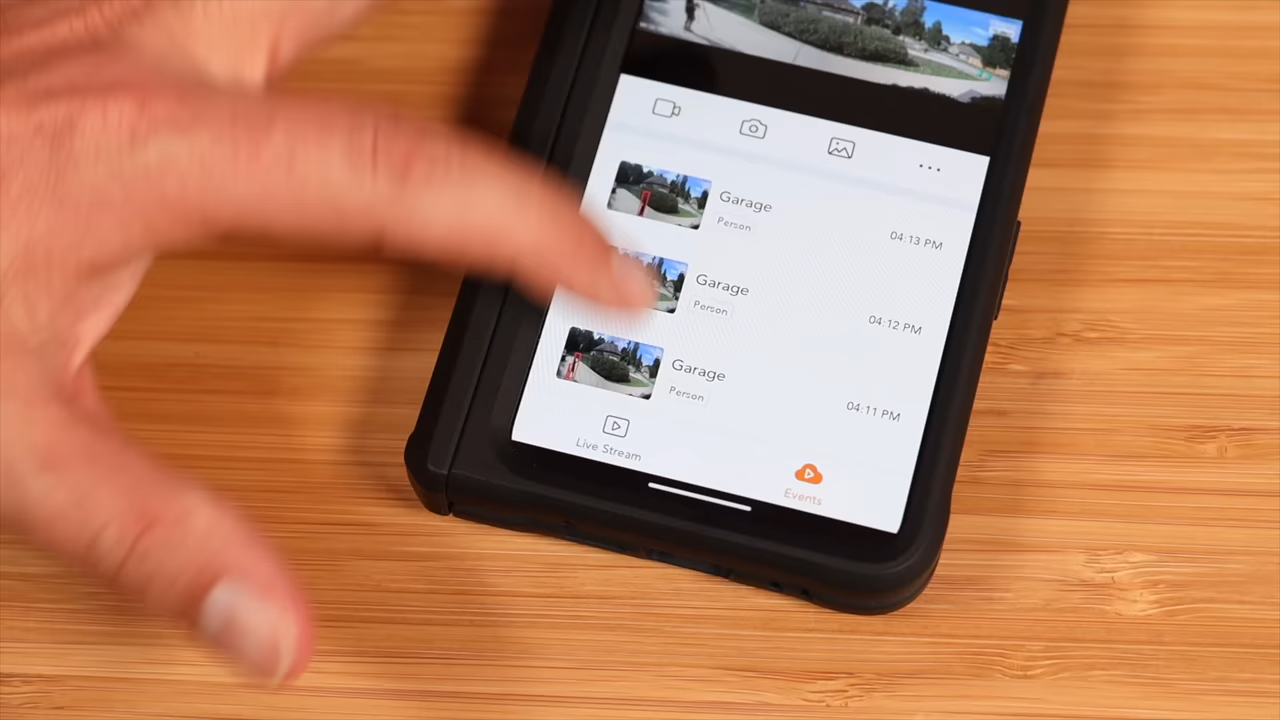 Garage
Person
04:13 PM
Garage
Person
04:12 PM
Garage
Person
04:11 PM
Live Stream
Events